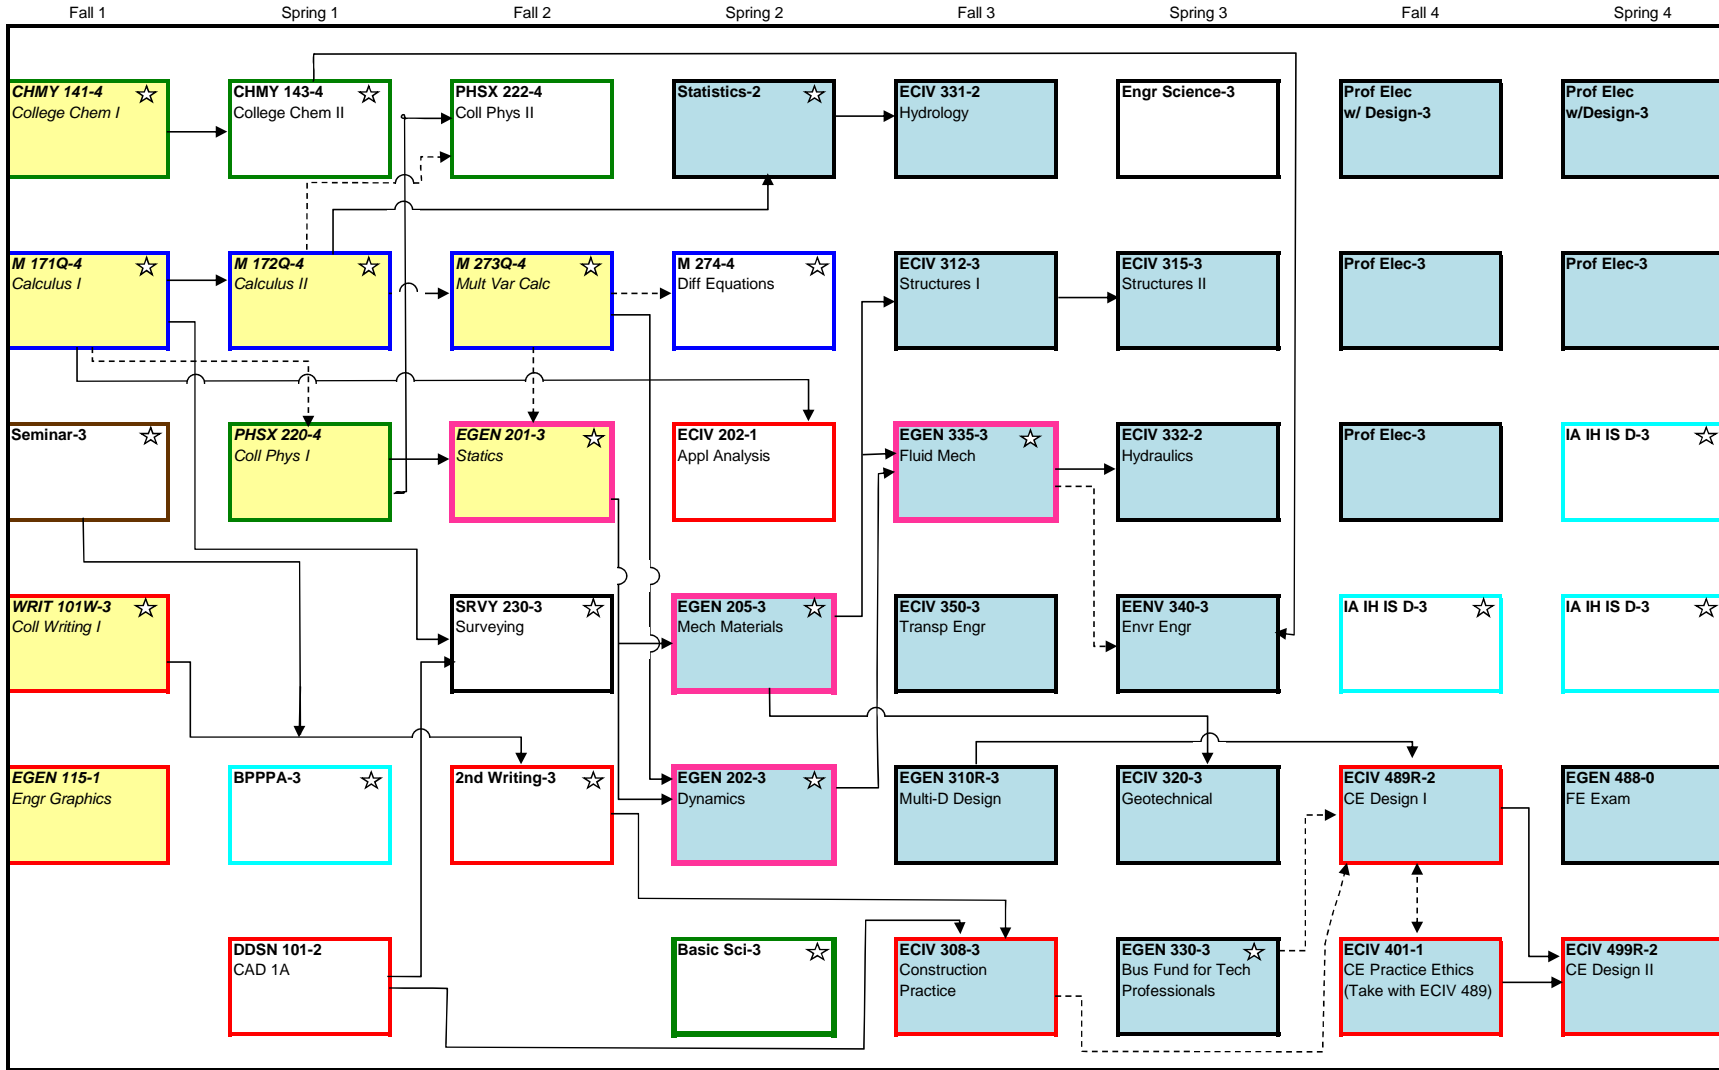 Fall 1
Spring 1
Fall 2
Spring 2
Fall 3
Spring 3
Fall 4
Spring 4
CHMY 141-4
College Chem I
CHMY 143-4
College Chem II
PHSX 222-4
Coll Phys II
Statistics-2
ECIV 331-2
Hydrology
Engr Science-3
Prof Elec
w/ Design-3
Prof Elec
w/Design-3
M 171Q-4
Calculus I
M 172Q-4
Calculus II
M 273Q-4
Mult Var Calc
M 274-4
Diff Equations
ECIV 312-3
Structures I
ECIV 315-3
Structures II
Prof Elec-3
Prof Elec-3
Seminar-3
PHSX 220-4
Coll Phys I
EGEN 201-3
Statics
ECIV 202-1
Appl Analysis
EGEN 335-3
Fluid Mech
ECIV 332-2
Hydraulics
Prof Elec-3
IA IH IS D-3
WRIT 101W-3
Coll Writing I
SRVY 230-3
Surveying
EGEN 205-3
Mech Materials
ECIV 350-3
Transp Engr
EENV 340-3
Envr Engr
IA IH IS D-3
IA IH IS D-3
EGEN 115-1
Engr Graphics
BPPPA-3
2nd Writing-3
EGEN 202-3
Dynamics
EGEN 310R-3
Multi-D Design
ECIV 320-3
Geotechnical
ECIV 489R-2
CE Design I
EGEN 488-0
FE Exam
DDSN 101-2
CAD 1A
Basic Sci-3
ECIV 308-3
Construction
Practice
EGEN 330-3
Bus Fund for Tech
Professionals
ECIV 401-1
CE Practice Ethics
(Take with ECIV 489)
ECIV 499R-2
CE Design II